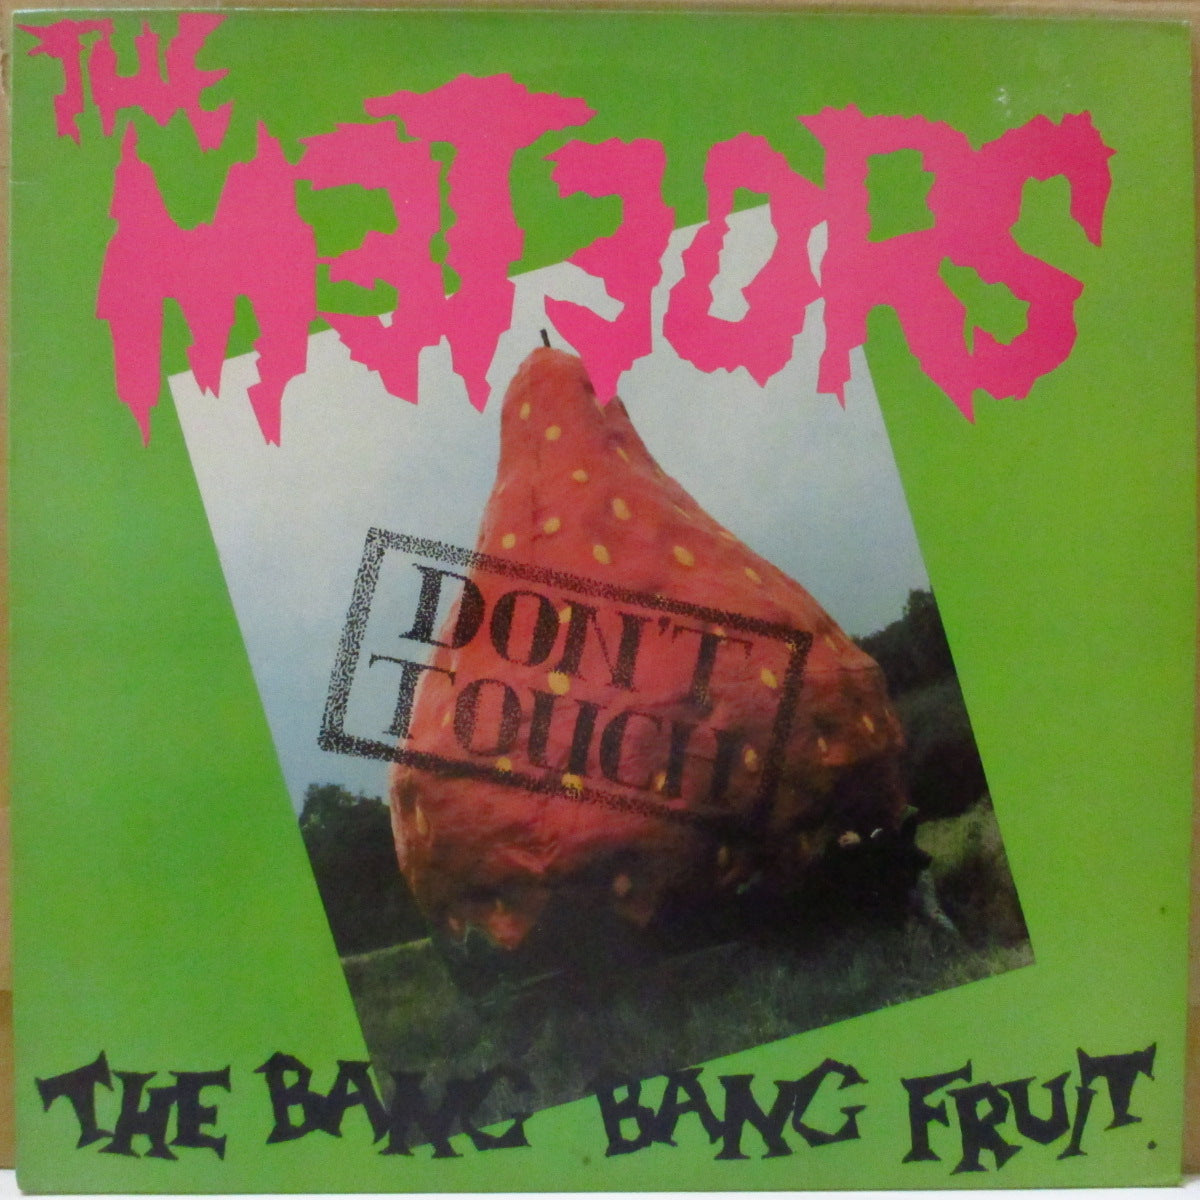 THE
METEORS
DON'T
TOUCH
THE BANG BANG FRUIT.